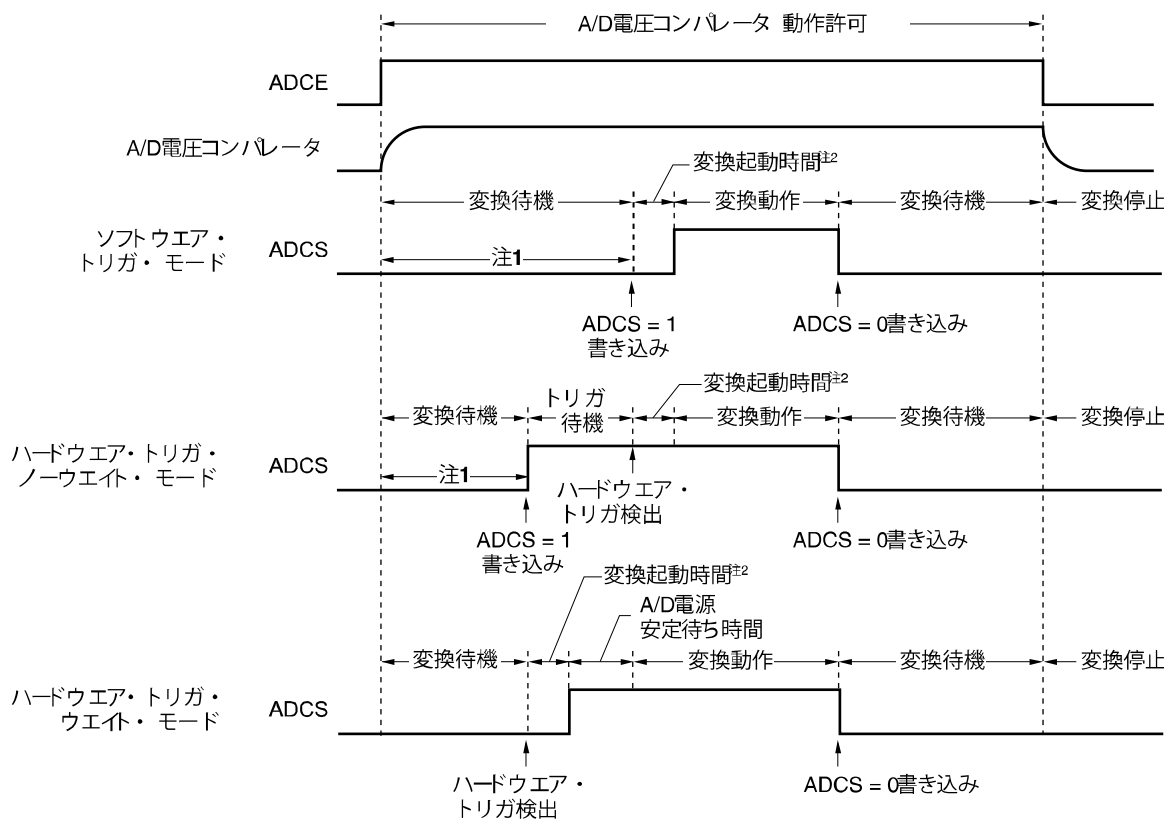 A/D電圧コンパレータ 動作許可
ADCE
A/D電圧コンパレータ
変換起動時間注2
変換待機
変換動作
変換待機
変換停止
ソフトウエア・
トリガ・ モード
ADCS
注1
ADCS = 1
書き込み
ADCS = 0書き込み
変換起動時間注2
変換待機
トリガ
待機
変換動作
変換待機
変換停止
ハードウエア・トリガ・
ノーウエイト・ モード
ADCS
注1
ハードウエア・
トリガ検出
ADCS = 1
書き込み
ADCS = 0書き込み
変換起動時間注2
A/D電源
安定待ち時間
変換待機
変換動作
変換待機
変換停止
ハードウエア・トリガ・
ウエイト・ モード
ADCS
ハードウエア・
トリガ検出
ADCS = 0書き込み